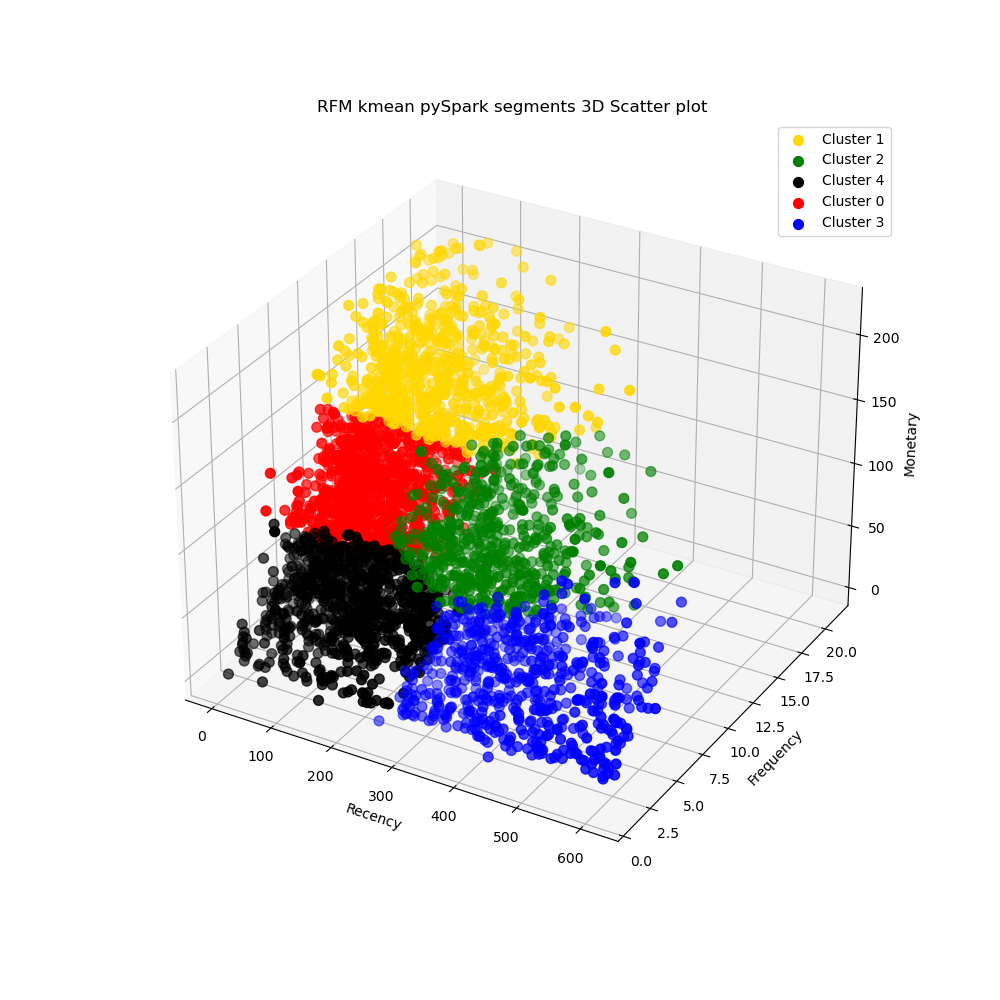 RFM kmean pySpark segments 3D Scatter plot
Cluster 1
Cluster 2
Cluster 4
Cluster 0
Cluster 3
200
150
100
50
0
Monetary
0
100
200
300
400
500
600
Recency
20.0
17.5
15.0
12.5
10.0
7.5
5.0
2.5
0.0
Frequency